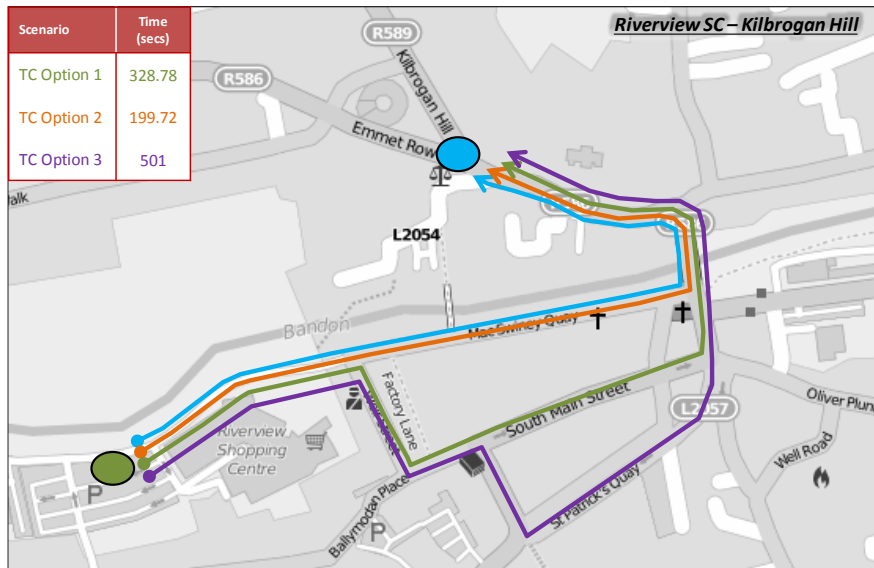 Riverview SC – Kilbrogan Hill
Scenario
Time
(secs)
TC Option 1
328.78
TC Option 2
199.72
TC Option 3
501
R589
R586
Kilbrogan Hill
Emmet Row
L2054
Bandon
MacSwiney Quay
Factory Lane
South Main Street
L2057
Oliver Plun
Riverview
Shopping
Centre
Well Road
St Patrick's Quay
Ballymodan Place
P
P